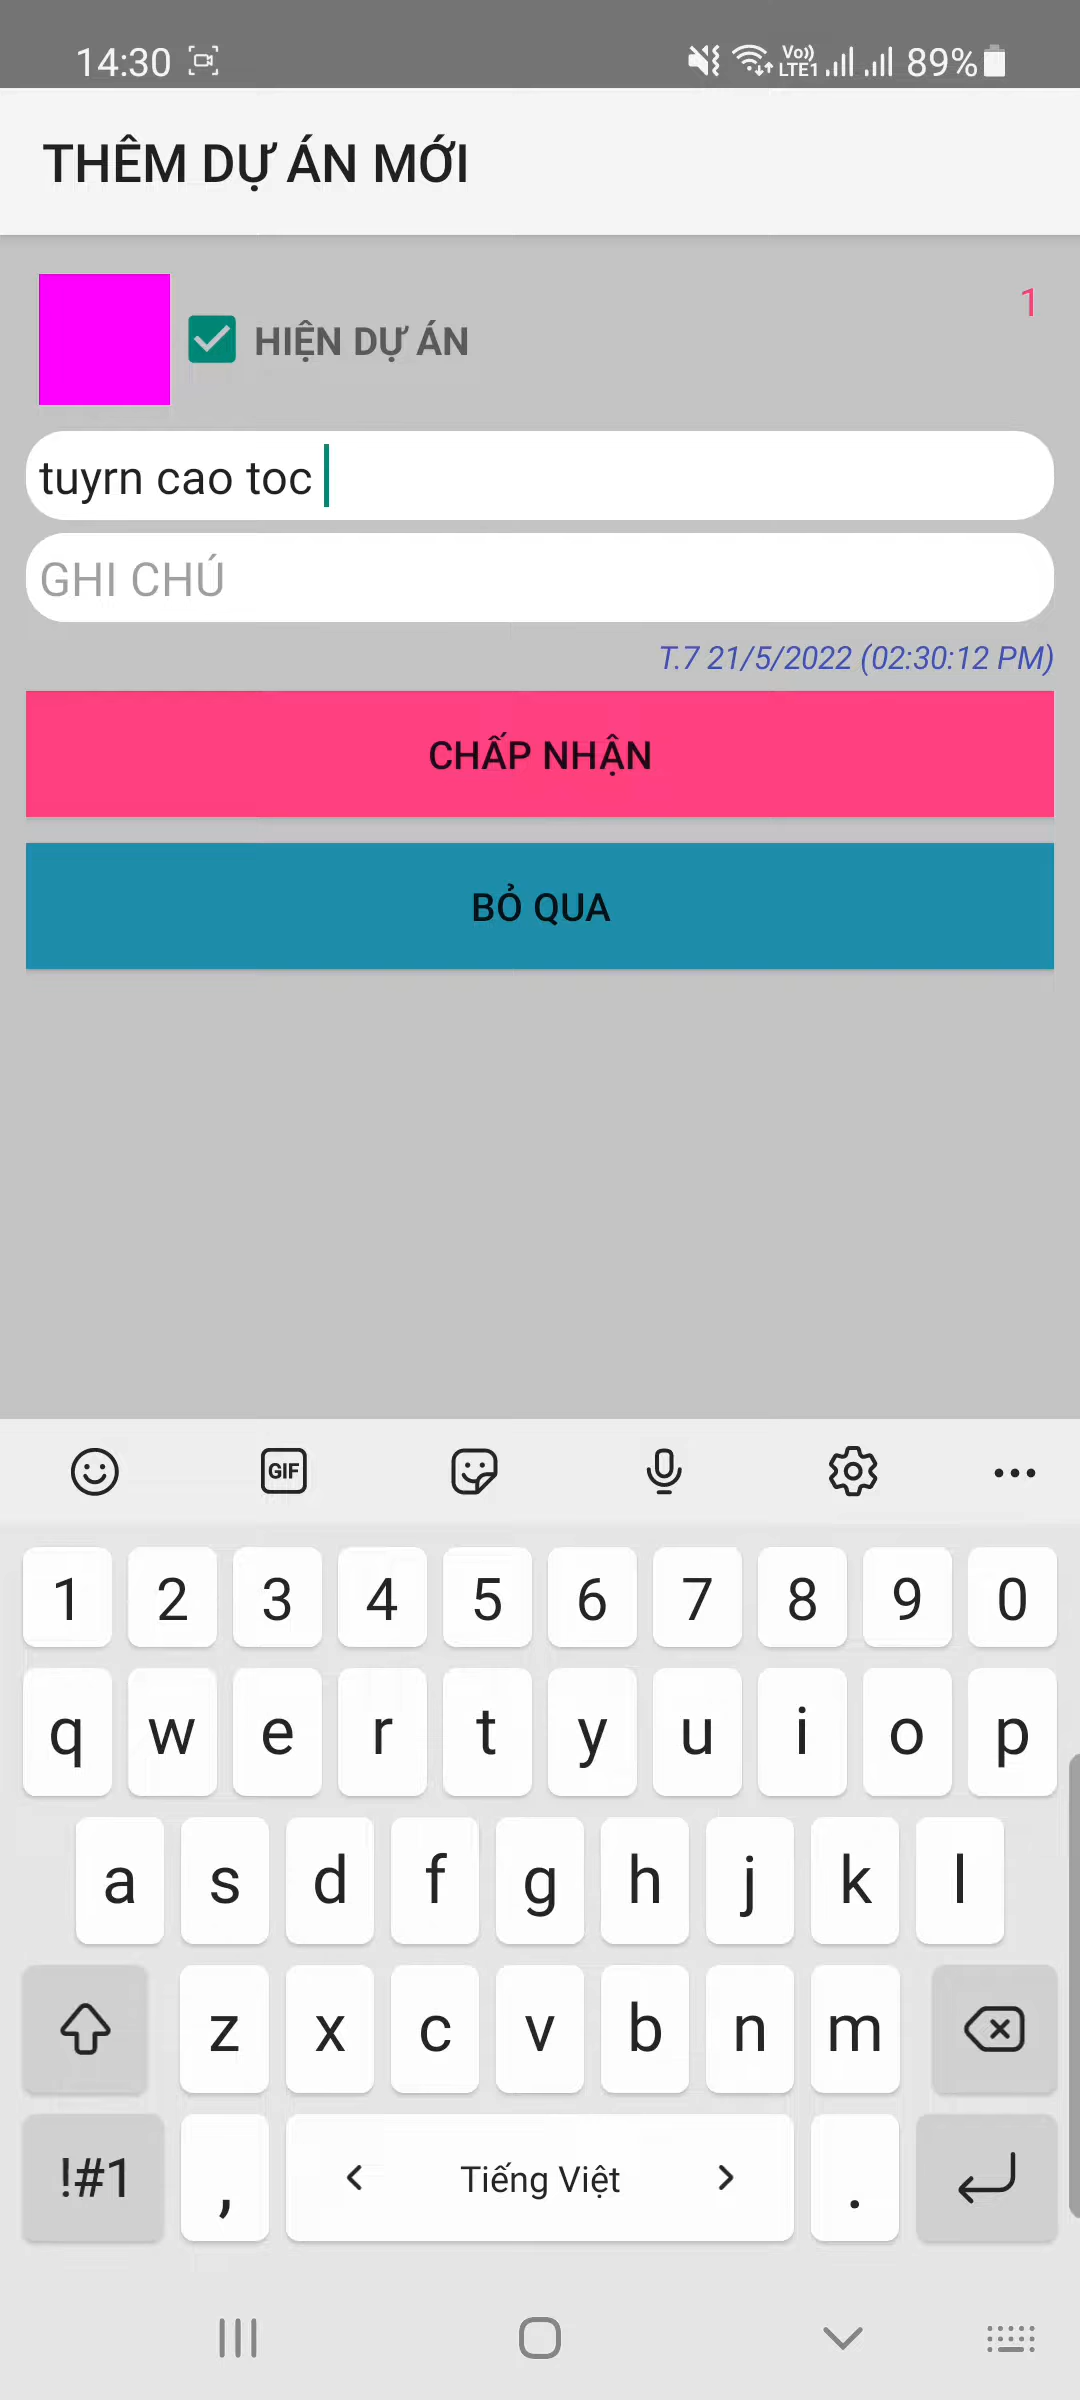 14:30 Vo)) LTE1 89%
THÊM DỰ ÁN MỚI
1
HIỆN DỰ ÁN
tuyrn cao toc
GHI CHÚ
T.7 21/5/2022 (02:30:12 PM)
CHẤP NHẬN
BỎ QUA
GIF
1 2 3 4 5 6 7 8 9 0
q w e r t y u i o p
a s d f g h j k l
z x c v b n m
!#1 , < Tiếng Việt > .